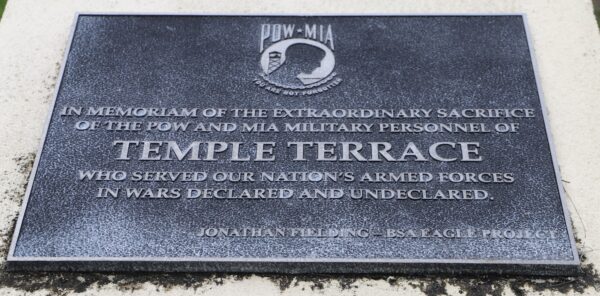 POW-MIA
YOU ARE NOT FORGOTTEN
IN MEMORIAM OF THE EXTRAORDINARY SACRIFICE
OF THE POW AND MIA MILITARY PERSONNEL OF
TEMPLE TERRACE
WHO SERVED OUR NATION'S ARMED FORCES
IN WARS DECLARED AND UNDECLARED.
JONATHAN FIELDING - BSA EAGLE PROJECT